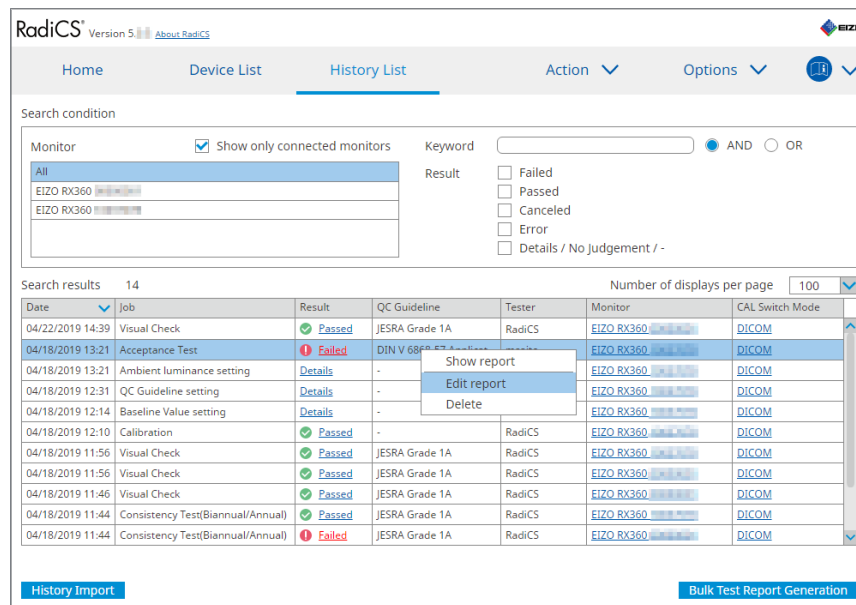 RadiCS® Version 5. About RadiCS EIZ
Home Device List History List Action Options
Search condition
Monitor Show only connected monitors Keyword AND OR
All
EIZO RX360
EIZO RX360
Result Failed
Passed
Canceled
Error
Details / No Judgement / -
Search results 14 Number of displays per page 100
Date Job Result QC Guideline Tester Monitor CAL Switch Mode
04/22/2019 14:39 Visual Check Passed JESRA Grade 1A RadiCS EIZO RX360 DICOM
04/18/2019 13:21 Acceptance Test Failed DIN V 6868-57 EIZO RX360 DICOM
Show report
04/18/2019 13:21 Ambient luminance setting Details - EIZO RX360 DICOM
Edit report
04/18/2019 12:31 QC Guideline setting Details - EIZO RX360 DICOM
Delete
04/18/2019 12:14 Baseline Value setting Details - EIZO RX360 DICOM
04/18/2019 12:10 Calibration Passed - RadiCS EIZO RX360 DICOM
04/18/2019 11:56 Visual Check Passed JESRA Grade 1A RadiCS EIZO RX360 DICOM
04/18/2019 11:56 Visual Check Passed JESRA Grade 1A RadiCS EIZO RX360 DICOM
04/18/2019 11:46 Visual Check Passed JESRA Grade 1A RadiCS EIZO RX360 DICOM
04/18/2019 11:44 Consistency Test(Biannual/Annual) Passed JESRA Grade 1A RadiCS EIZO RX360 DICOM
04/18/2019 11:44 Consistency Test(Biannual/Annual) Failed JESRA Grade 1A RadiCS EIZO RX360 DICOM
History Import Bulk Test Report Generation